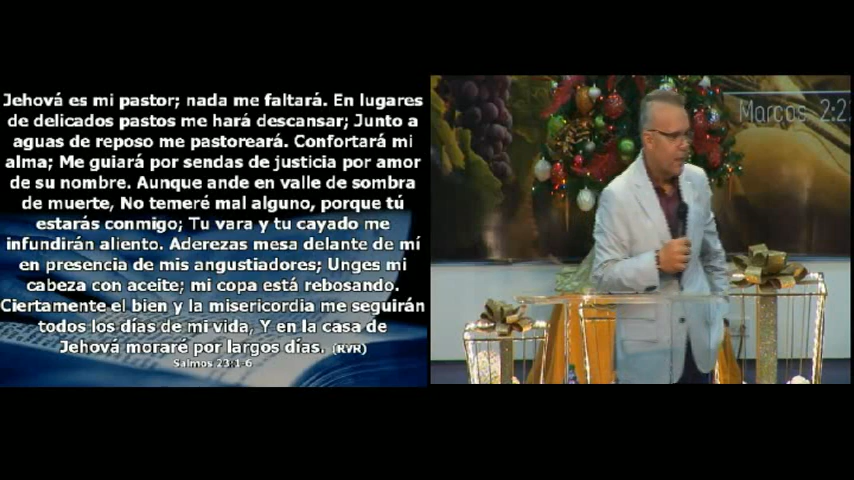 Jehová es mi pastor; nada me faltará. En lugares
de delicados pastos me hará descansar; Junto a
aguas de reposo me pastoreará. Confortará mi
alma; Me guiará por sendas de justicia por amor
de su nombre. Aunque ande en valle de sombra
de muerte, No temeré mal alguno, porque tú
estarás conmigo; Tu vara y tu cayado me
infundirán aliento. Aderezas mesa delante de mí
en presencia de mis angustiadores; Unges mi
cabeza con aceite; mi copa está rebosando.
Ciertamente el bien y la misericordia me seguirán
todos los días de mi vida, Y en la casa de
Jehová moraré por largos días. (RVR)
Salmos 23:1-6
Marcos